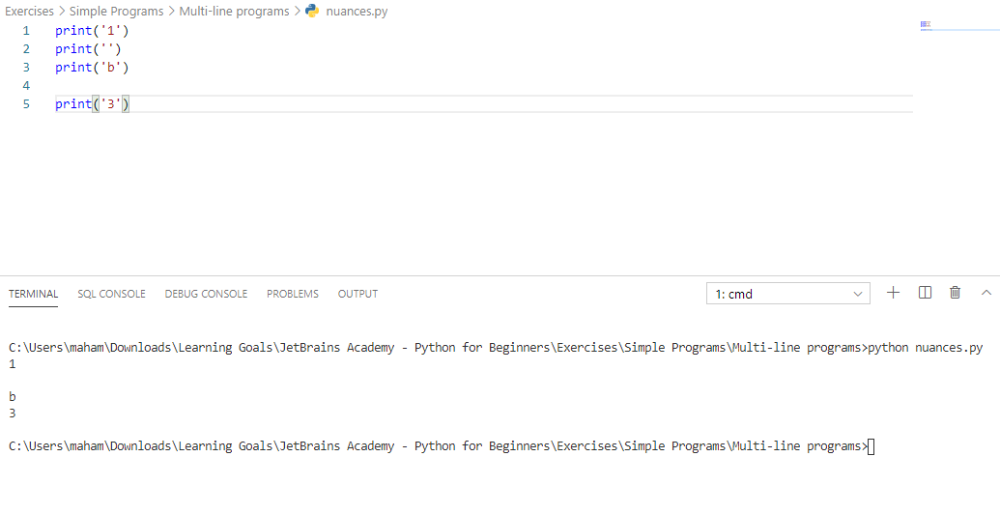 Exercises > Simple Programs > Multi-line programs > nuances.py
1 print('1')
2 print('')
3 print('b')
4
5 print('3')
TERMINAL SQL CONSOLE DEBUG CONSOLE PROBLEMS OUTPUT 1: cmd
C:\Users\maham\Downloads\Learning Goals\JetBrains Academy - Python for Beginners\Exercises\Simple Programs\Multi-line programs>python nuances.py
1
b
3
C:\Users\maham\Downloads\Learning Goals\JetBrains Academy - Python for Beginners\Exercises\Simple Programs\Multi-line programs>